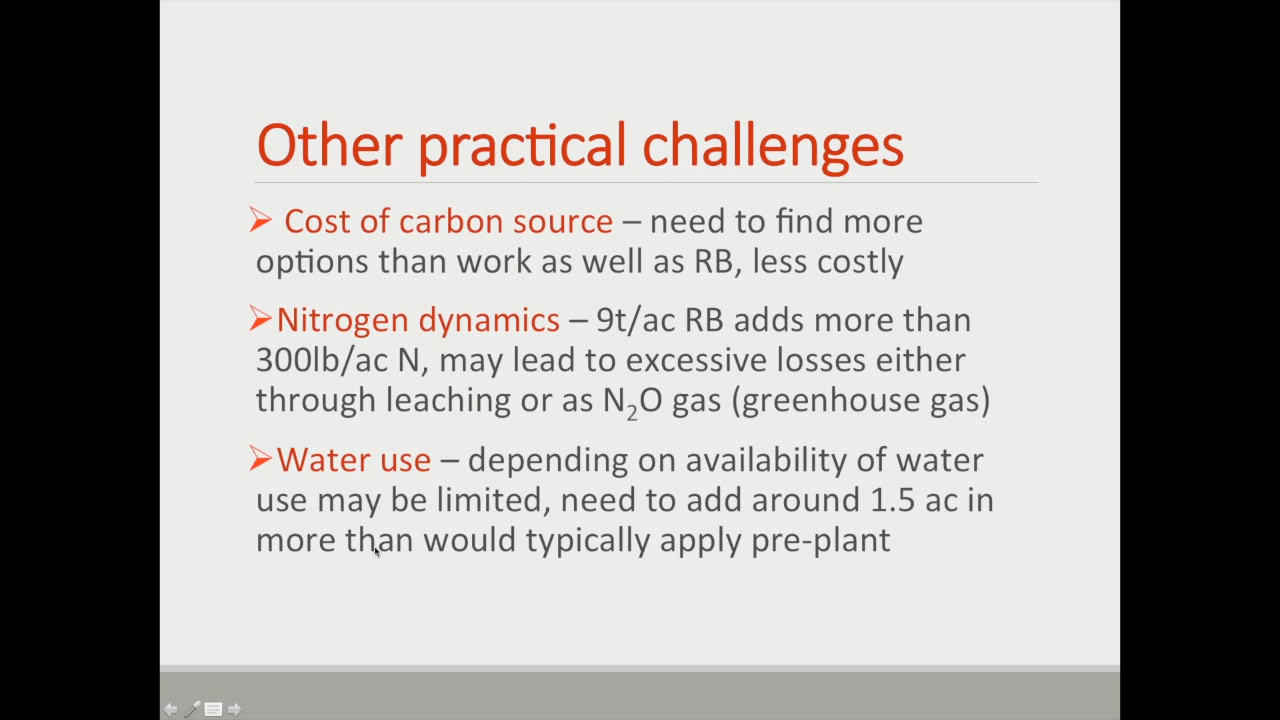 Other practical challenges
➢ Cost of carbon source – need to find more
options than work as well as RB, less costly
➢Nitrogen dynamics – 9t/ac RB adds more than
300lb/ac N, may lead to excessive losses either
through leaching or as N₂O gas (greenhouse gas)
➢Water use – depending on availability of water
use may be limited, need to add around 1.5 ac in
more than would typically apply pre-plant